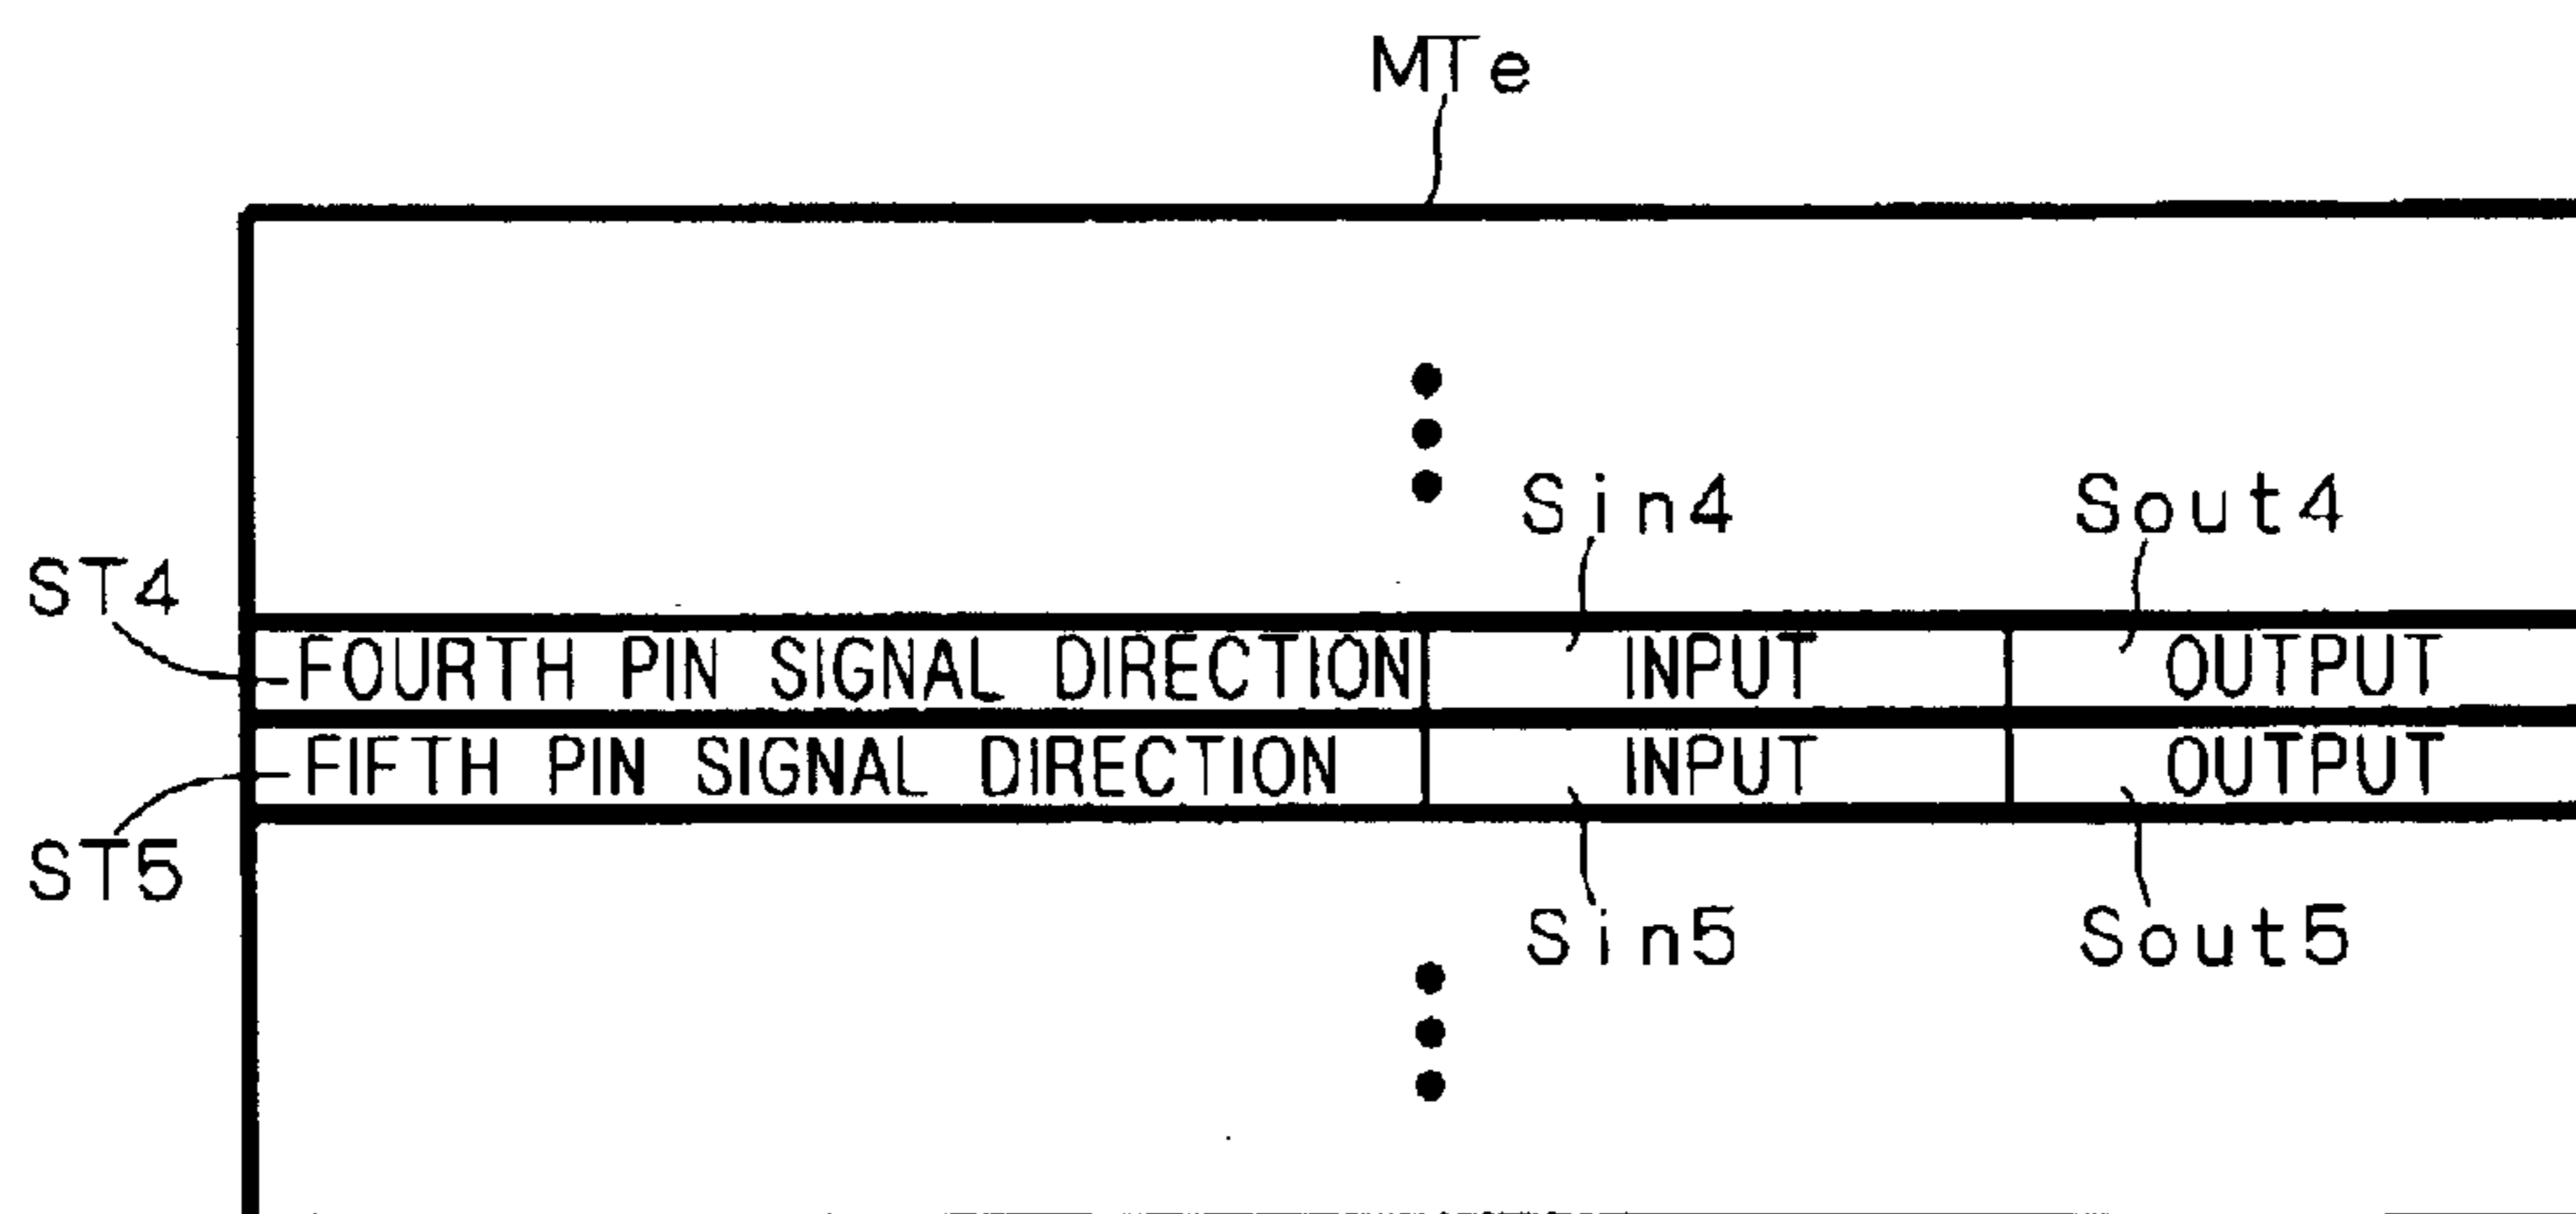 MTe
Sin4 Sout4
ST4
FOURTH PIN SIGNAL DIRECTION INPUT OUTPUT
FIFTH PIN SIGNAL DIRECTION INPUT OUTPUT
ST5
Sin5 Sout5